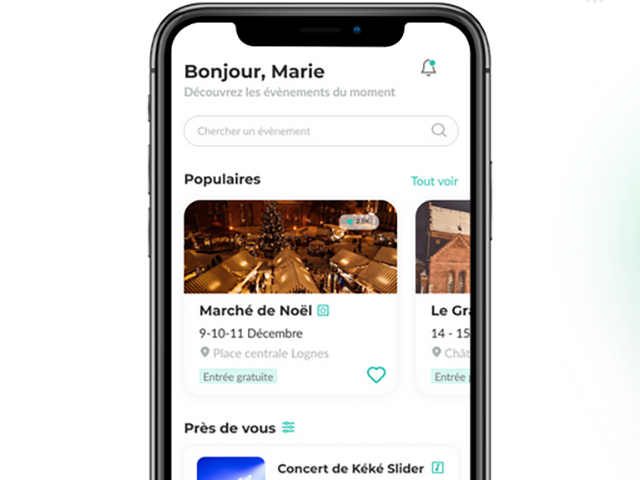 Bonjour, Marie
Découvrez les évènements du moment
Chercher un évènement
Populaires
Tout voir
Marché de Noël
9-10-11 Décembre
Place centrale Lognes
Entrée gratuite
Le Gra
14 - 15
Chât
Entrée g
Près de vous
Concert de Kéké Slider